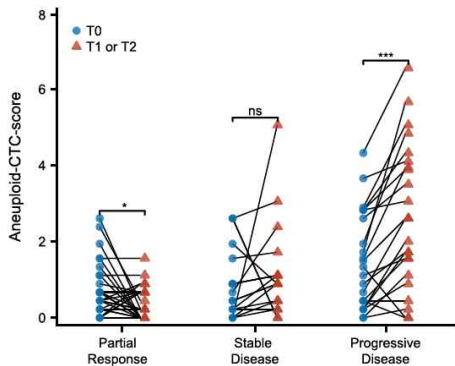 8
T0
T1 or T2
***
6
ns
Aneuploid-CTC-score
4
*
2
0
Partial Stable Progressive
Response Disease Disease